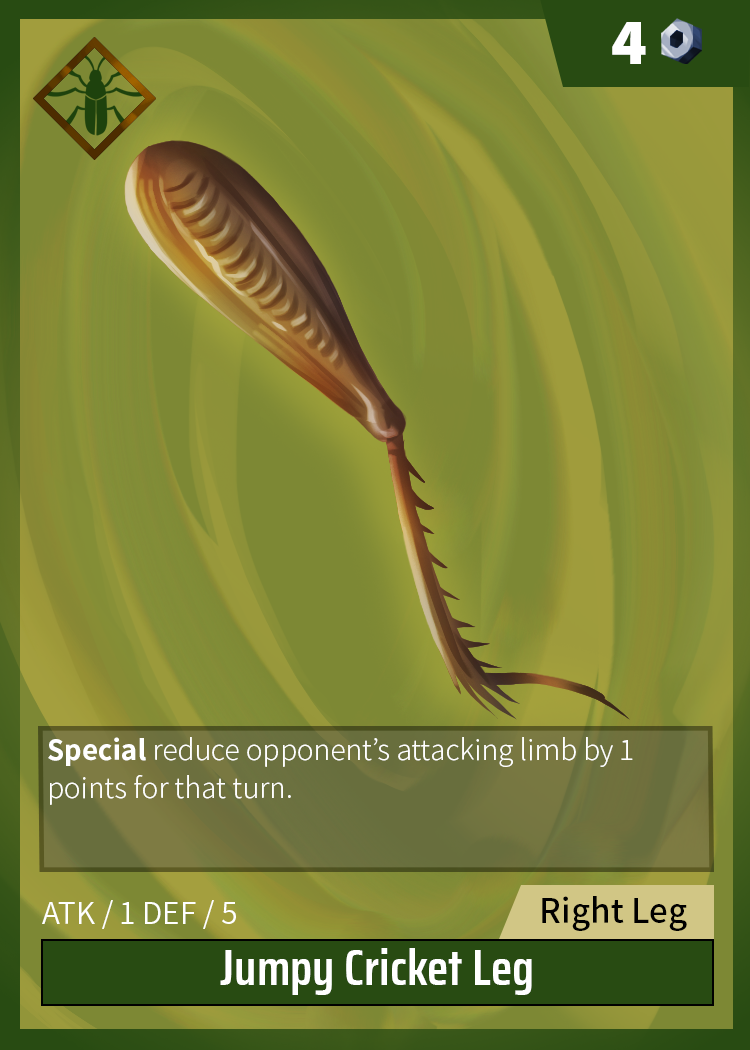 4
Special reduce opponent’s attacking limb by 1
points for that turn.
ATK / 1 DEF / 5
Right Leg
Jumpy Cricket Leg